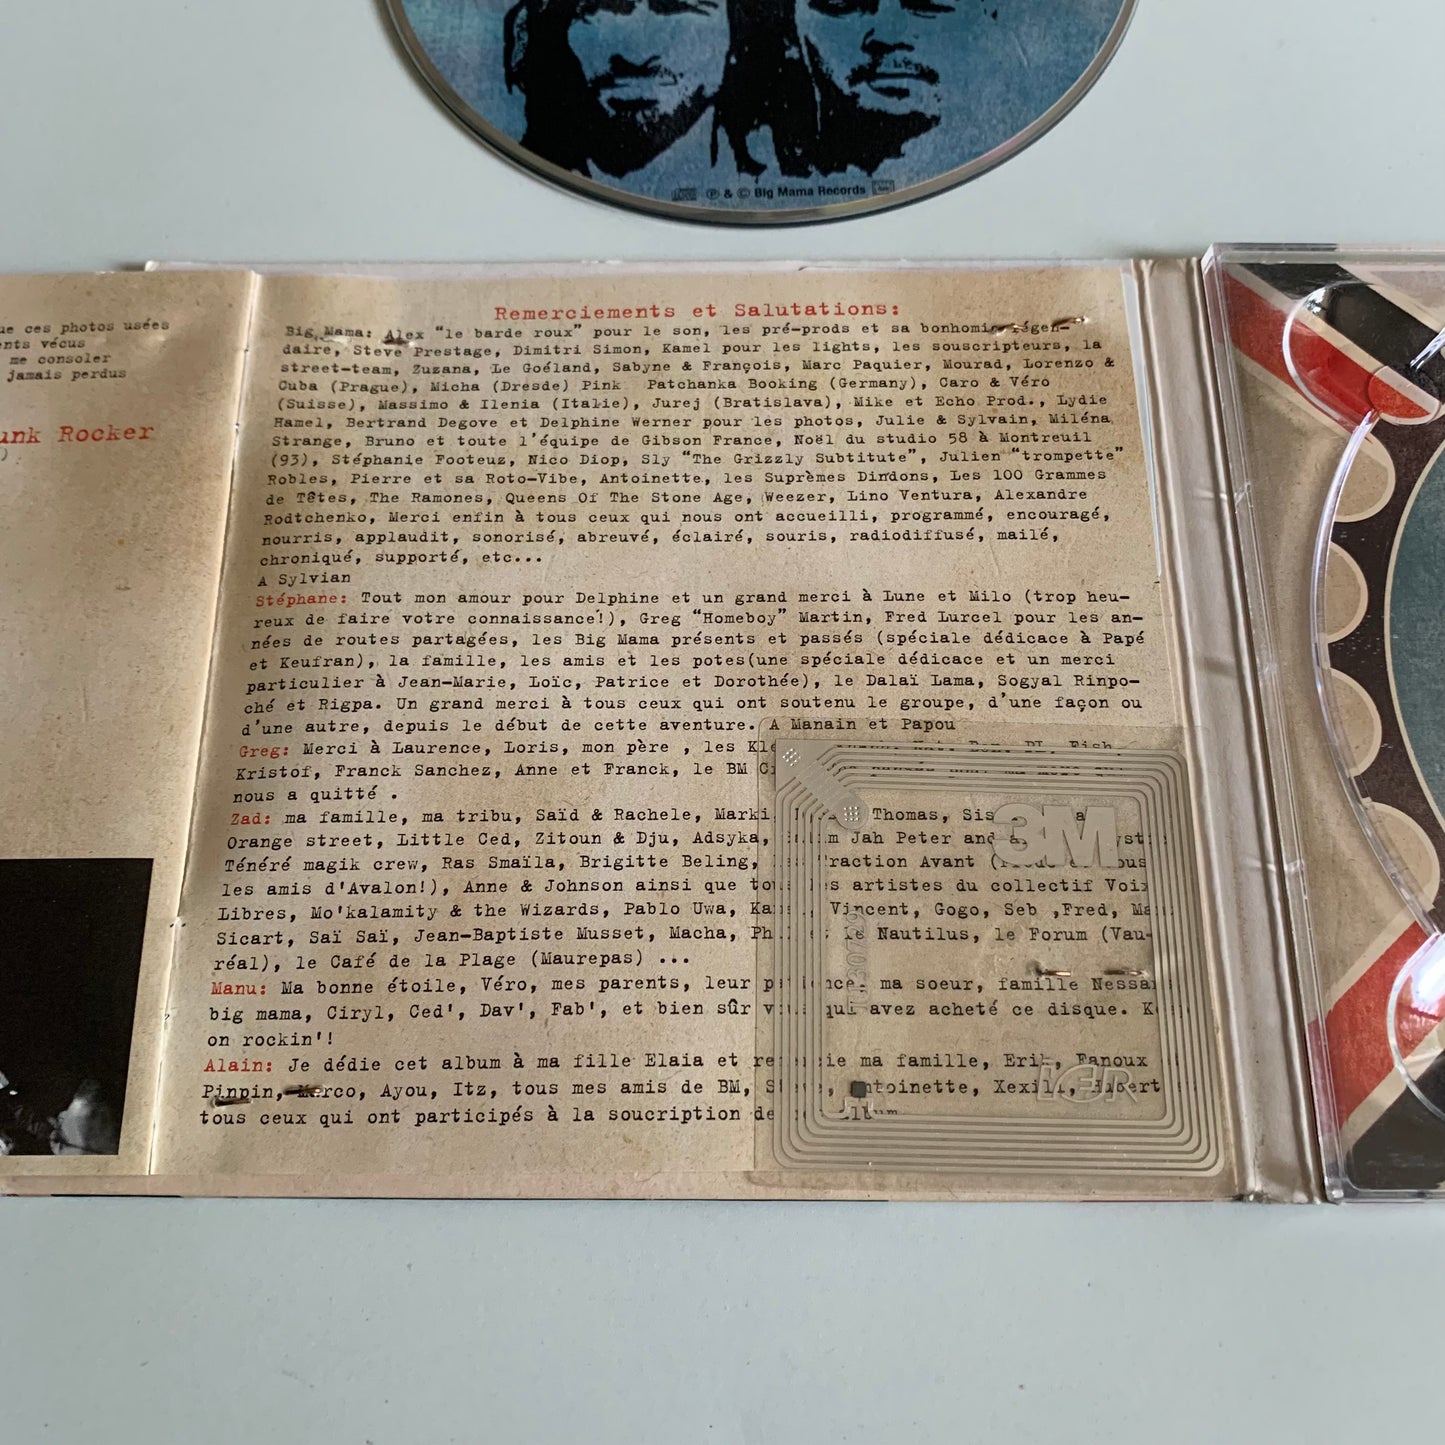 ℗ & © Big Mama Records
ue ces photos usées
nts vécus
me consoler
jamais perdus
unk Rocker
)
Remerciements et Salutations:
Big Mama: Alex "le barde roux" pour le son, les pré-prods et sa bonhomie légen-
daire, Steve Prestage, Dimitri Simon, Kamel pour les lights, les souscripteurs, la
street-team, Zuzana, Le Goéland, Sabyne & François, Marc Paquier, Mourad, Lorenzo &
Cuba (Prague), Micha (Dresde) Pink Patchanka Booking (Germany), Caro & Véro
(Suisse), Massimo & Ilenia (Italie), Jurej (Bratislava), Mike et Echo Prod., Lydie
Hamel, Bertrand Degove et Delphine Werner pour les photos, Julie & Sylvain, Miléna
Strange, Bruno et toute l'équipe de Gibson France, Noël du studio 58 à Montreuil
(93), Stéphanie Footeuz, Nico Diop, Sly "The Grizzly Subtitute", Julien "trompette"
Robles, Pierre et sa Roto-Vibe, Antoinette, les Suprèmes Dindons, Les 100 Grammes
de Têtes, The Ramones, Queens Of The Stone Age, Weezer, Lino Ventura, Alexandre
Rodtchenko, Merci enfin à tous ceux qui nous ont accueilli, programmé, encouragé,
nourris, applaudit, sonorisé, abreuvé, éclairé, souris, radiodiffusé, mailé,
chroniqué, supporté, etc...
A Sylvian
Stéphane: Tout mon amour pour Delphine et un grand merci à Lune et Milo (trop heu-
reux de faire votre connaissance!), Greg "Homeboy" Martin, Fred Lurcel pour les an-
nées de routes partagées, les Big Mama présents et passés (spéciale dédicace à Papé
et Keufran), la famille, les amis et les potes(une spéciale dédicace et un merci
particulier à Jean-Marie, Loïc, Patrice et Dorothée), le Dalaï Lama, Sogyal Rinpo-
ché et Rigpa. Un grand merci à tous ceux qui ont soutenu le groupe, d'une façon ou
d'une autre, depuis le début de cette aventure. A Manain et Papou
Greg: Merci à Laurence, Loris, mon père , les Fish
Kristof, Franck Sanchez, Anne et Franck, le BM
nous a quitté .
Zad: ma famille, ma tribu, Saïd & Rachele, Thomas,
Orange street, Little Ced, Zitoun & Dju, Adsyka, Jah Peter and
Ténéré magik crew, Ras Smaïla, Brigitte Beling, Avant
les amis d'Avalon!), Anne & Johnson ainsi que artistes du collectif Voix
Libres, Mo'kalamity & the Wizards, Pablo Uwa, Vincent, Gogo, Seb ,Fred,
Sicart, Saï Saï, Jean-Baptiste Musset, Macha, le Nautilus, le Forum (Vau-
réal), le Café de la Plage (Maurepas) ...
Manu: Ma bonne étoile, Véro, mes parents, leur ma soeur, famille
big mama, Ciryl, Ced', Dav', Fab', et bien sûr qui avez acheté ce disque.
on rockin'!
Alain: Je dédie cet album à ma fille Elaia et ma famille, Fanoux
Pinpin, Marco, Ayou, Itz, tous mes amis de BM, Antoinette,
tous ceux qui ont participés à la soucription de
3M